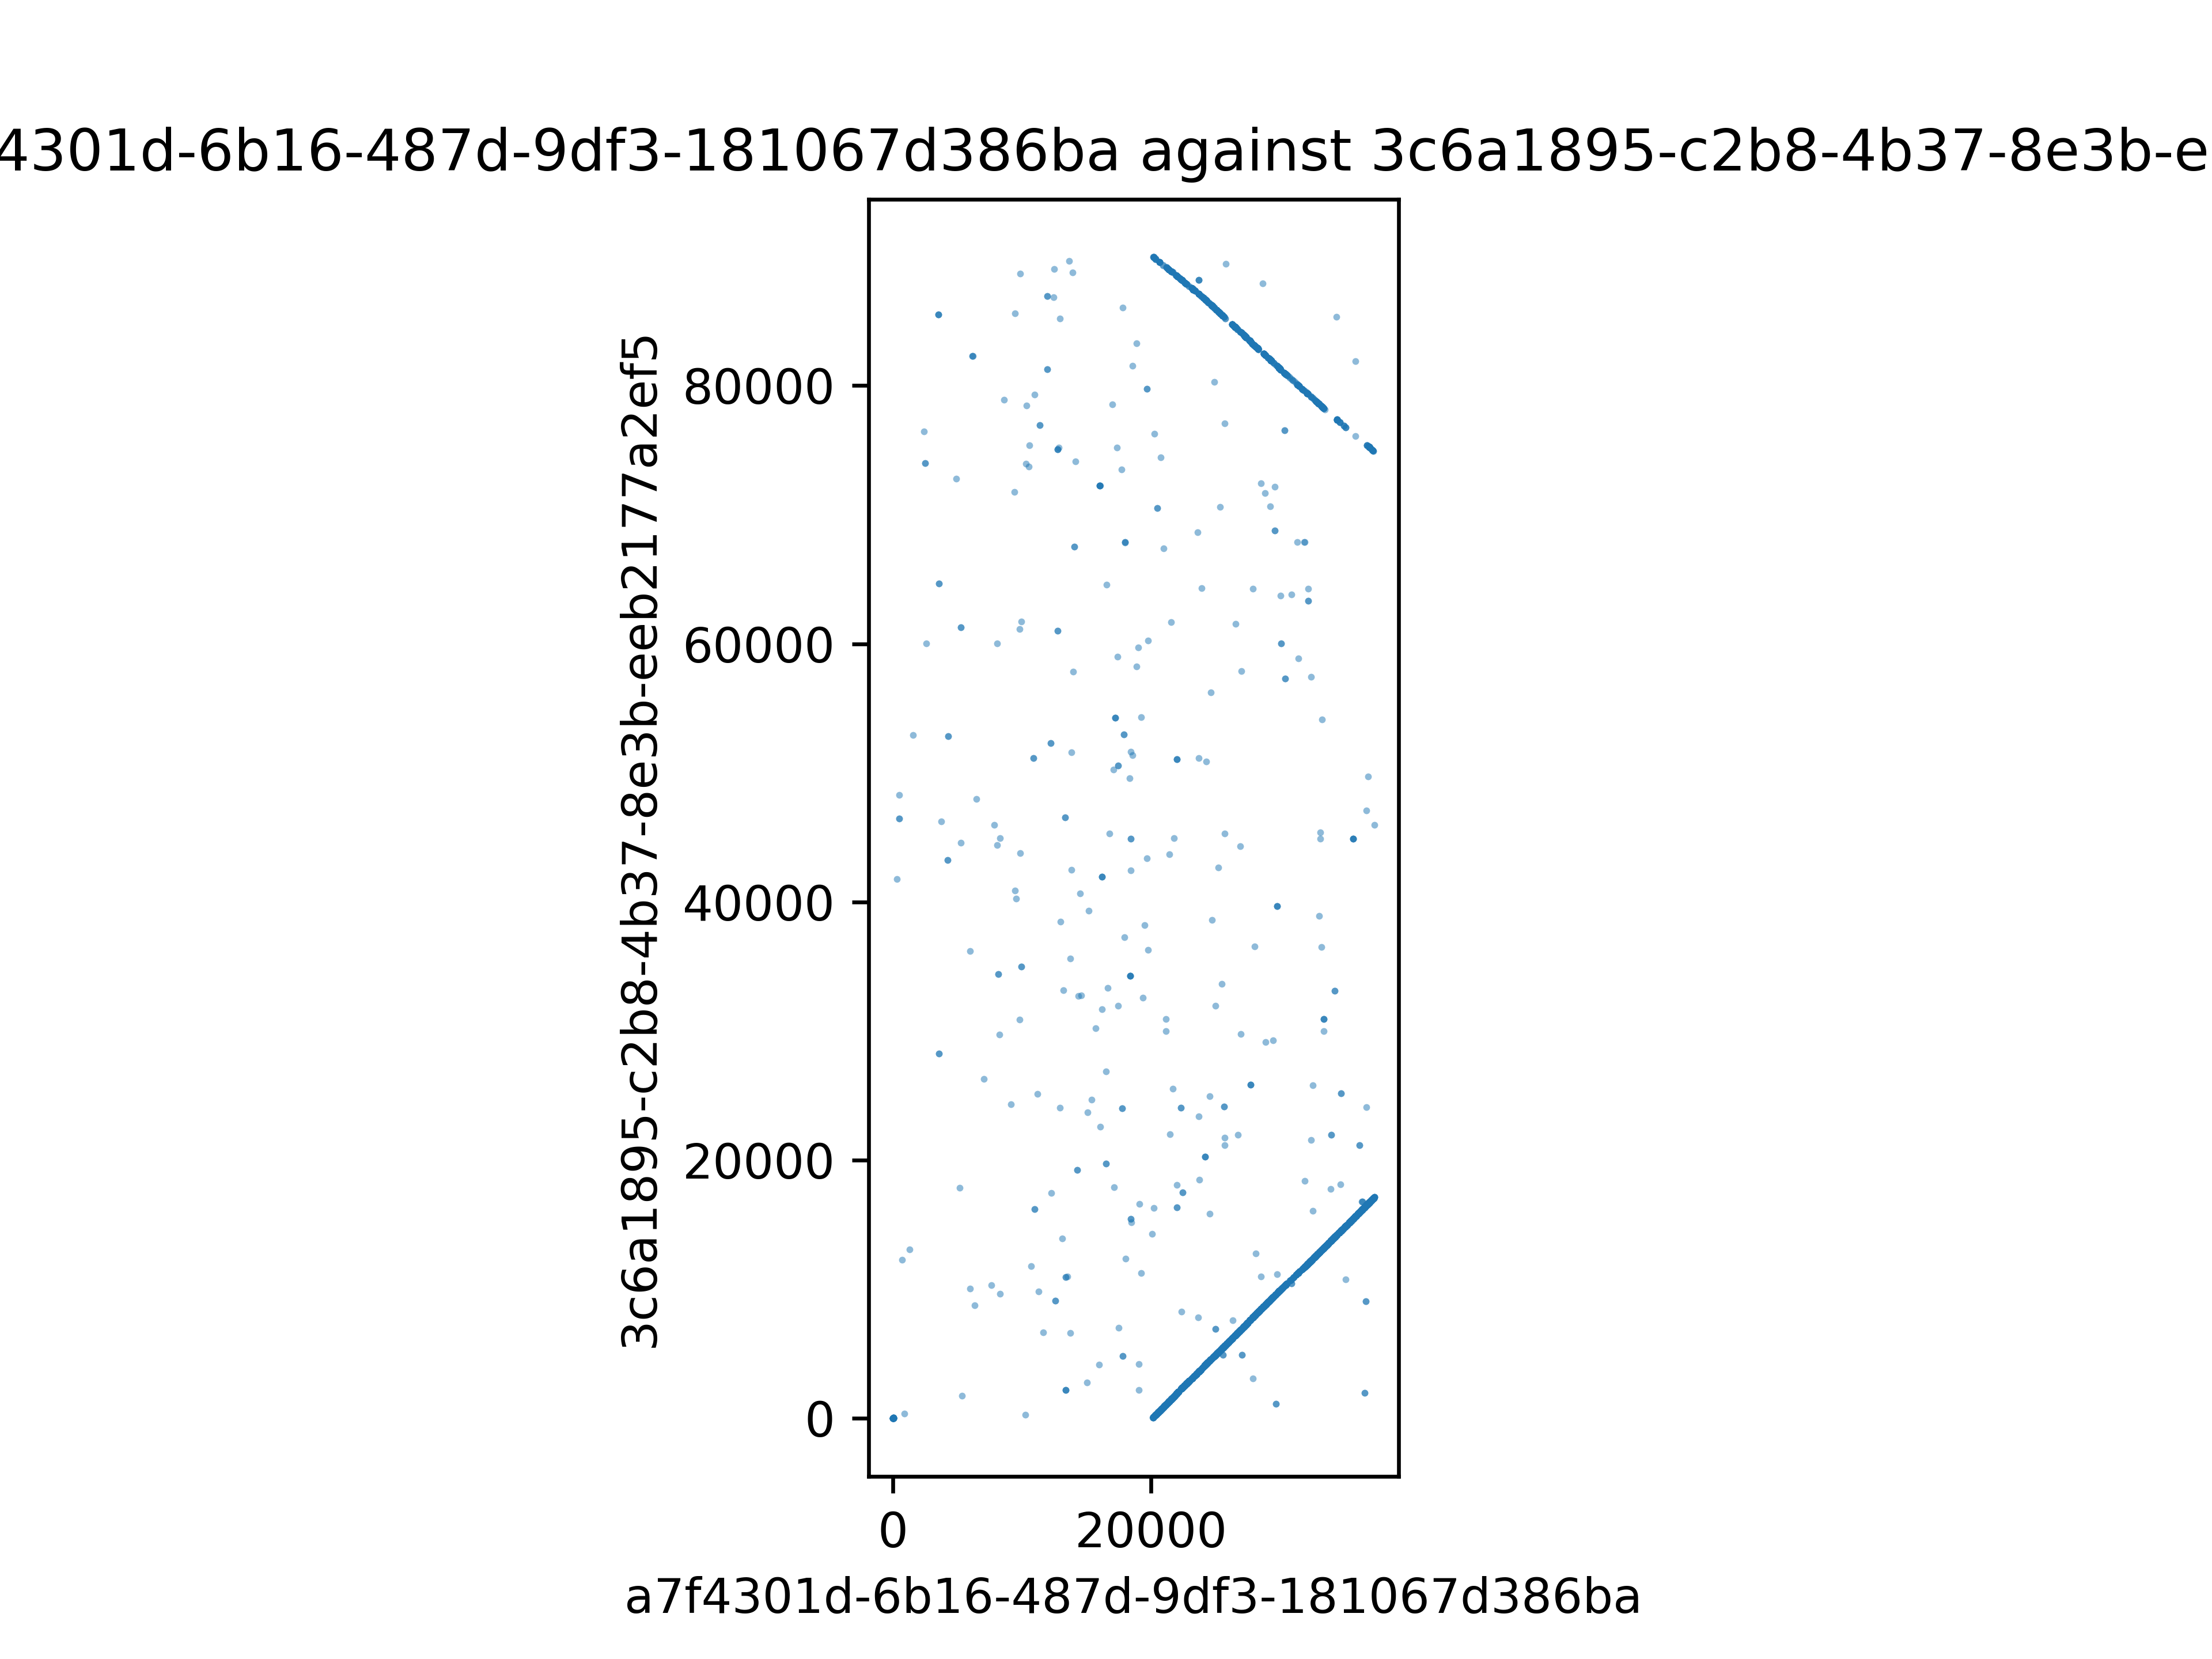 4301d-6b16-487d-9df3-181067d386ba against 3c6a1895-c2b8-4b37-8e3b-e
3c6a1895-c2b8-4b37-8e3b-eeb2177a2ef5
80000
60000
40000
20000
0
0 20000
a7f4301d-6b16-487d-9df3-181067d386ba